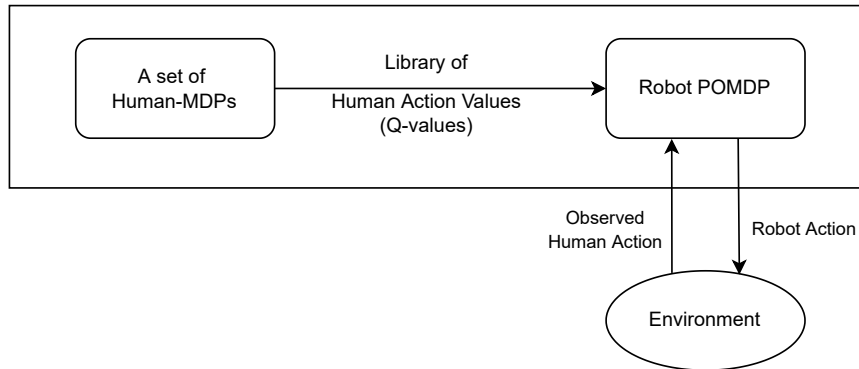 A set of
Human-MDPs
Library of
Human Action Values
(Q-values)
Robot POMDP
Observed
Human Action
Robot Action
Environment